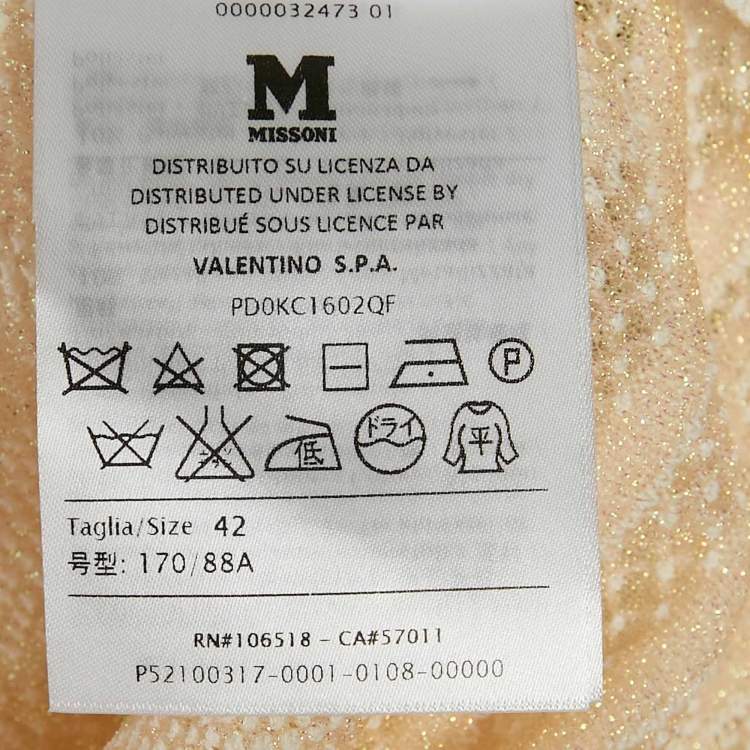 0000032473 01
M
MISSONI
DISTRIBUITO SU LICENZA DA
DISTRIBUTED UNDER LICENSE BY
DISTRIBUÉ SOUS LICENCE PAR
VALENTINO S.P.A.
PD0KC1602QF
P
低 ドライ 平
Taglia/Size 42
号型: 170/88A
RN#106518 - CA#57011
P52100317-0001-0108-00000